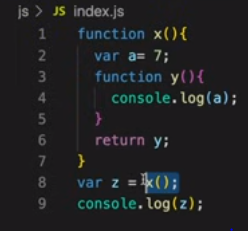 js > JS index.js
1 function x(){
2 var a= 7;
3 function y(){
4 console.log(a);
5 }
6 return y;
7 }
8 var z = x();
9 console.log(z);